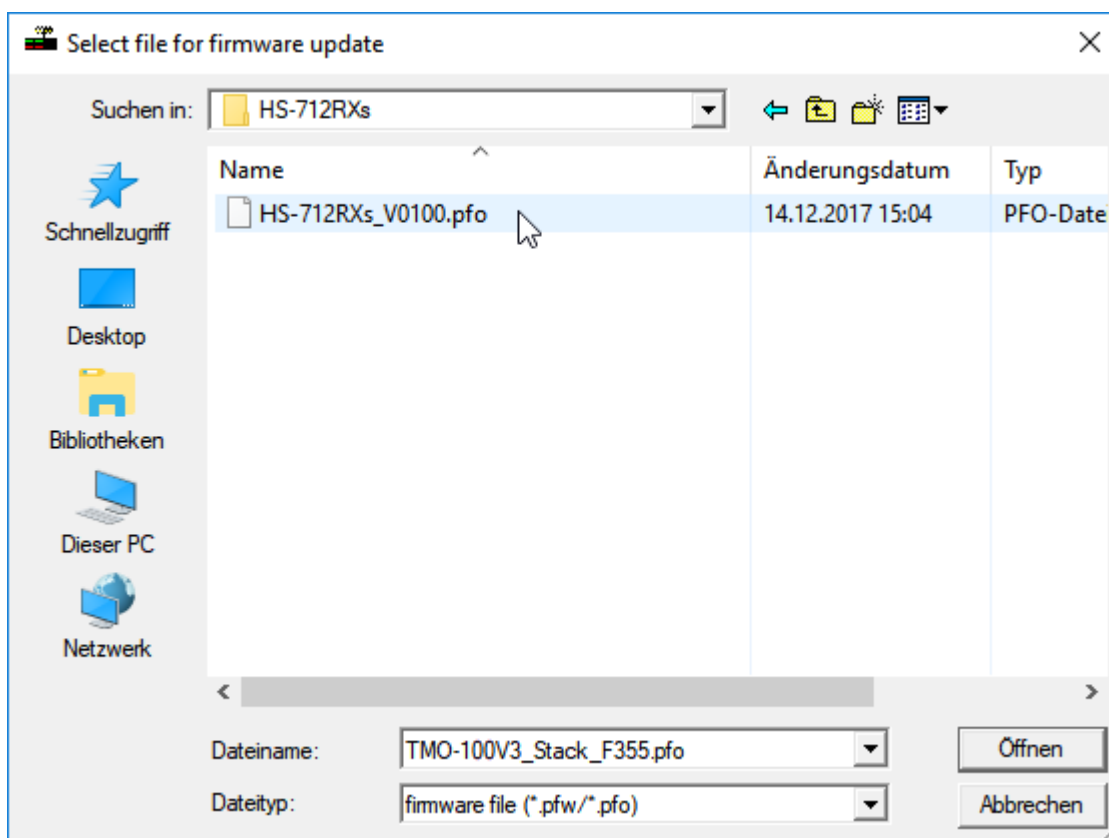 Select file for firmware update
Suchen in: HS-712RXs
Name Änderungsdatum Typ
HS-712RXs_V0100.pfo 14.12.2017 15:04 PFO-Date
Schnellzugriff
Desktop
Bibliotheken
Dieser PC
Netzwerk
Dateiname: TMO-100V3_Stack_F355.pfo Öffnen
Dateityp: firmware file (*.pfw/*.pfo) Abbrechen